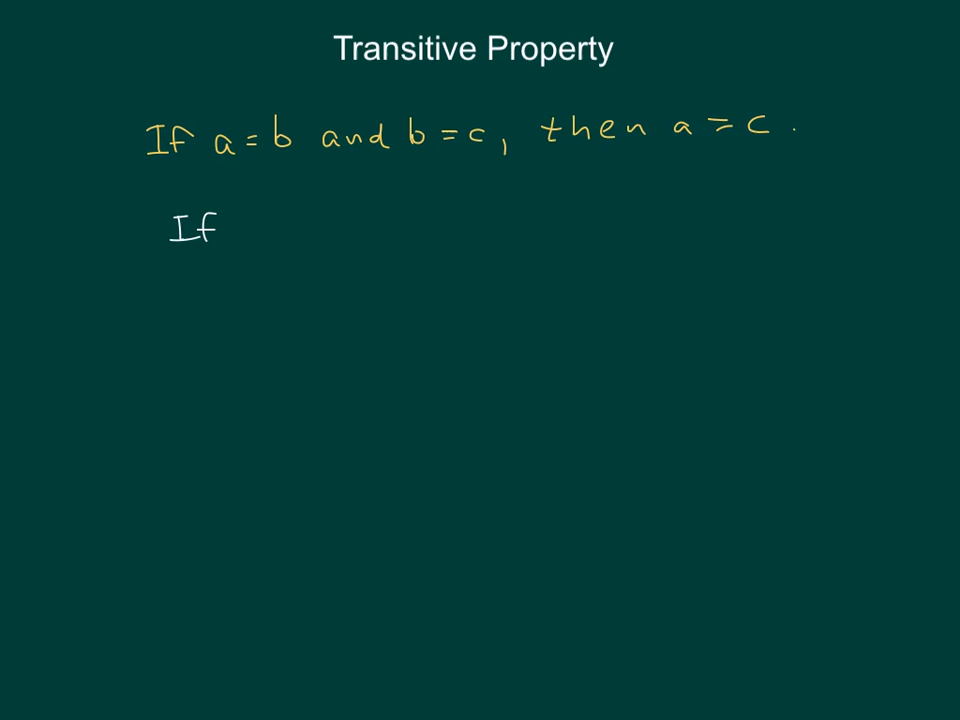 Transitive Property
If a = b and b = c, then a = c.
If